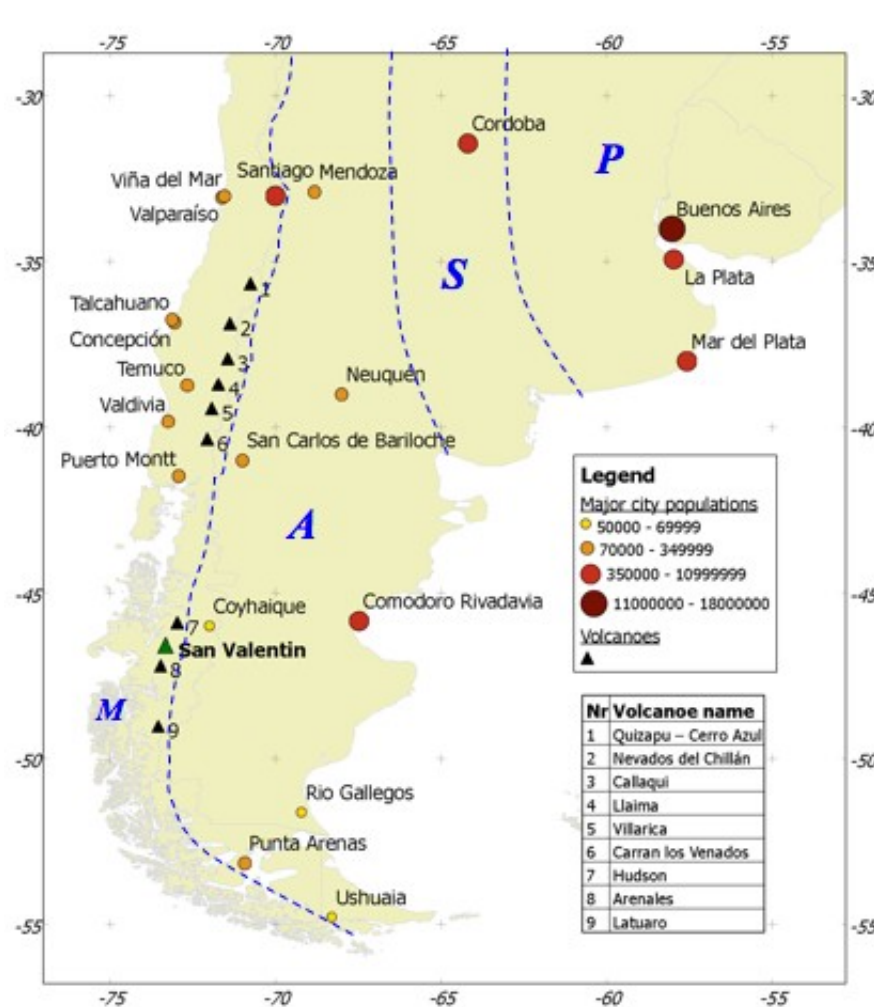 -75 -70 -65 -60 -55
-30 -30
Cordoba
P
Santiago Mendoza
Viña del Mar
Valparaíso
Buenos Aires
-35 -35
S
La Plata
1
Talcahuano
2
Concepción
Mar del Plata
3
Temuco
Neuquen
4
Valdivia
5
-40 -40
6
San Carlos de Bariloche
Puerto Montt
Legend
Major city populations
50000 - 69999
70000 - 349999
350000 - 10999999
11000000 - 18000000
Volcanoes
A
-45 -45
Coyhaique
Comodoro Rivadavia
7
San Valentin
8
M
9
Nr Volcanoe name
1 Quizapu – Cerro Azul
2 Nevados del Chillán
3 Callaqui
4 Llaima
5 Villarica
6 Carran los Venados
7 Hudson
8 Arenales
9 Latuaro
-50 -50
Rio Gallegos
Punta Arenas
Ushuaia
-55 -55
-75 -70 -65 -60 -55